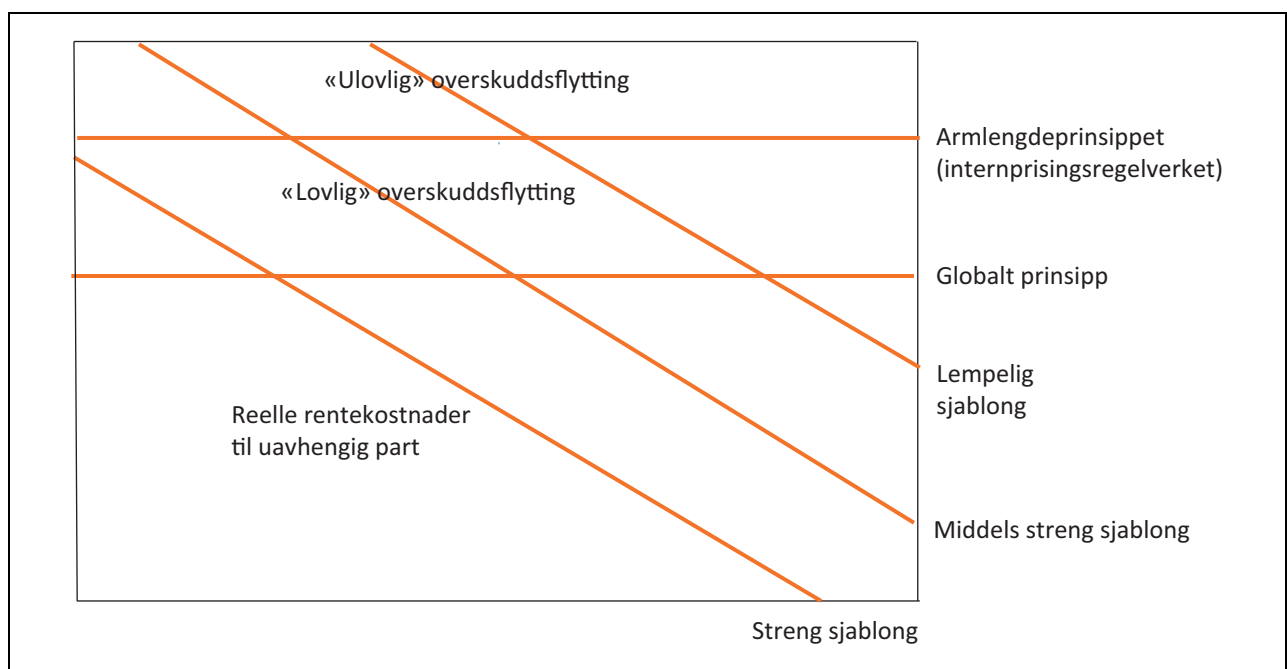 «Ulovlig» overskuddsflytting
Armlengdeprinsippet
(internprisingsregelverket)
«Lovlig» overskuddsflytting
Globalt prinsipp
Lempelig
sjablong
Reelle rentekostnader
til uavhengig part
Middels streng sjablong
Streng sjablong